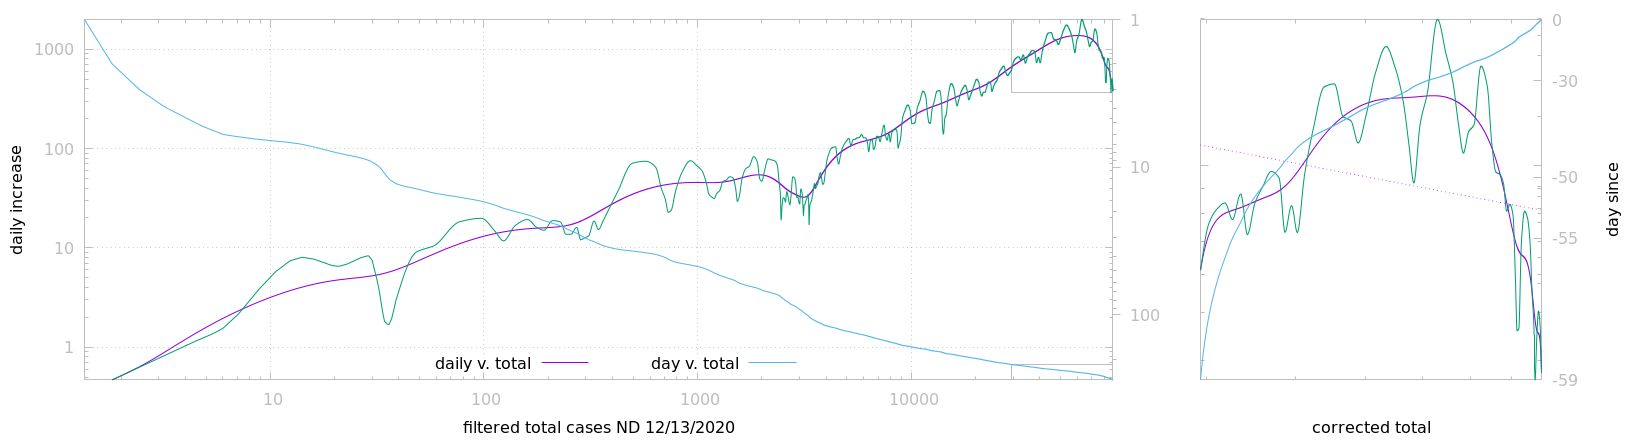 daily increase
1000
100
10
1
10
100
1000
10000
filtered total cases ND 12/13/2020
daily v. total
day v. total
1
10
100
0
-30
-50
-55
-59
day since
corrected total